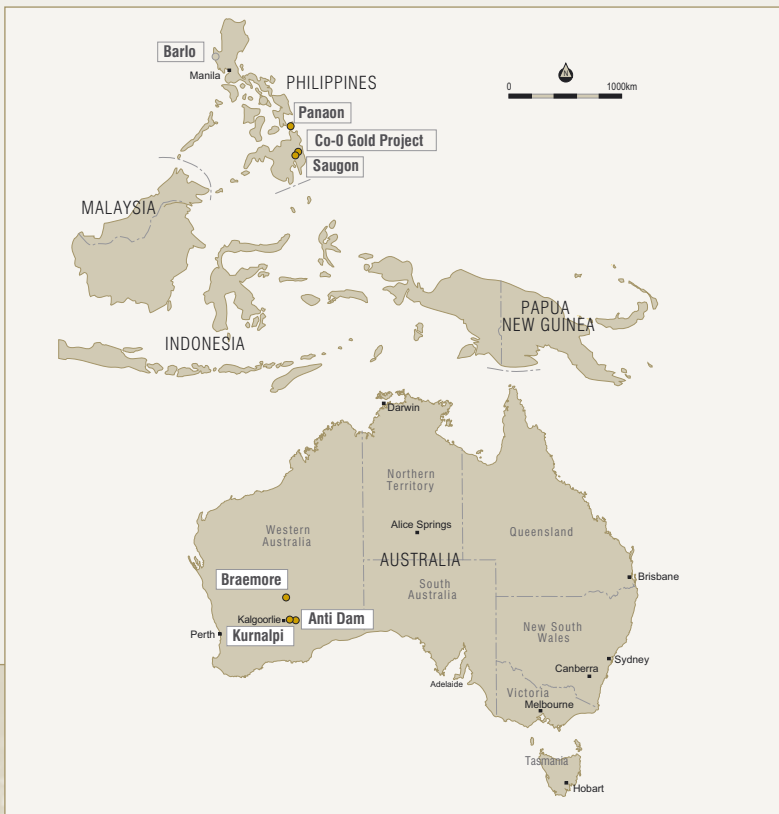 Barlo
Manila
PHILIPPINES
N
0
1000km
Panaon
Co-O Gold Project
Saugon
MALAYSIA
PAPUA
NEW GUINEA
INDONESIA
Darwin
Northern
Territory
Alice Springs
Western
Australia
Queensland
AUSTRALIA
South
Australia
Braemore
Brisbane
Kalgoorlie
Anti Dam
Perth
Kurnalpi
New South
Wales
Sydney
Canberra
Adelaide
Victoria
Melbourne
Tasmania
Hobart